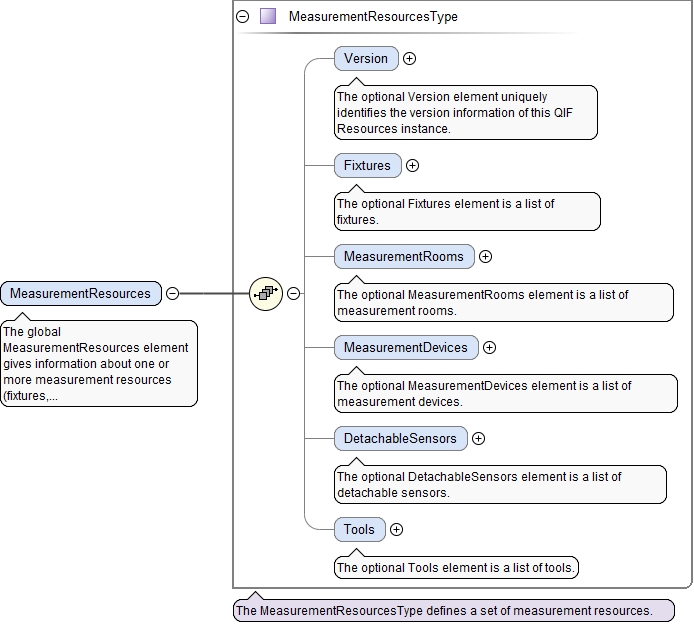 MeasurementResourcesType
Version
The optional Version element uniquely
identifies the version information of this QIF
Resources instance.
Fixtures
The optional Fixtures element is a list of
fixtures.
MeasurementRooms
The optional MeasurementRooms element is a list of
measurement rooms.
MeasurementResources
The global
MeasurementResources element
gives information about one or
more measurement resources
(fixtures,...
MeasurementDevices
The optional MeasurementDevices element is a list of
measurement devices.
DetachableSensors
The optional DetachableSensors element is a list of
detachable sensors.
Tools
The optional Tools element is a list of tools.
The MeasurementResourcesType defines a set of measurement resources.